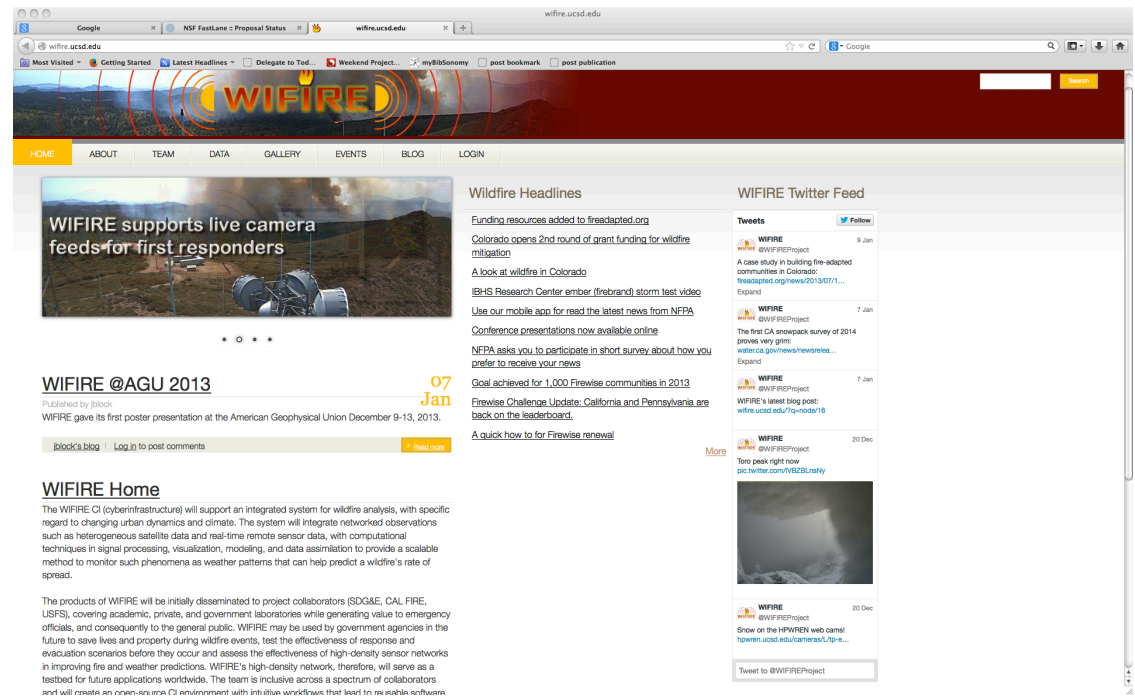 wifire.ucsd.edu
Google
NSF FastLane :: Proposal Status
wifire.ucsd.edu
wifire.ucsd.edu
Google
Most Visited
Getting Started
Latest Headlines
Delegate to Tod...
Weekend Project...
myBibSonomy
post bookmark
post publication
WIFIRE
Search
HOME
ABOUT
TEAM
DATA
GALLERY
EVENTS
BLOG
LOGIN
WIFIRE supports live camera
feeds for first responders
WIFIRE @AGU 2013
07
Jan
Published by jblock
WIFIRE gave its first poster presentation at the American Geophysical Union December 9-13, 2013.
jblock's blog
Log in to post comments
Read more
WIFIRE Home
The WIFIRE CI (cyberinfrastructure) will support an integrated system for wildfire analysis, with specific
regard to changing urban dynamics and climate. The system will integrate networked observations
such as heterogeneous satellite data and real-time remote sensor data, with computational
techniques in signal processing, visualization, modeling, and data assimilation to provide a scalable
method to monitor such phenomena as weather patterns that can help predict a wildfire's rate of
spread.
The products of WIFIRE will be initially disseminated to project collaborators (SDG&E, CAL FIRE,
USFS), covering academic, private, and government laboratories while generating value to emergency
officials, and consequently to the general public. WIFIRE may be used by government agencies in the
future to save lives and property during wildfire events, test the effectiveness of response and
evacuation scenarios before they occur and assess the effectiveness of high-density sensor networks
in improving fire and weather predictions. WIFIRE's high-density network, therefore, will serve as a
testbed for future applications worldwide. The team is inclusive across a spectrum of collaborators
and will create an open-source CI environment with intuitive workflows that lead to reusable software
Wildfire Headlines
Funding resources added to fireadapted.org
Colorado opens 2nd round of grant funding for wildfire
mitigation
A look at wildfire in Colorado
IBHS Research Center ember (firebrand) storm test video
Use our mobile app for read the latest news from NFPA
Conference presentations now available online
NFPA asks you to participate in short survey about how you
prefer to receive your news
Goal achieved for 1,000 Firewise communities in 2013
Firewise Challenge Update: California and Pennsylvania are
back on the leaderboard.
A quick how to for Firewise renewal
More
WIFIRE Twitter Feed
Tweets
Follow
WIFIRE
9 Jan
@WIFIREProject
A case study in building fire-adapted
communities in Colorado:
fireadapted.org/news/2013/07/1...
Expand
WIFIRE
7 Jan
@WIFIREProject
The first CA snowpack survey of 2014
proves very grim:
water.ca.gov/news/newsrelea...
Expand
WIFIRE
7 Jan
@WIFIREProject
WIFIRE's latest blog post:
wifire.ucsd.edu/?q=node/16
WIFIRE
20 Dec
@WIFIREProject
Toro peak right now
pic.twitter.com/IVBZBLnsNy
WIFIRE
20 Dec
@WIFIREProject
Snow on the HPWREN web cams!
hpwren.ucsd.edu/cameras/L/tp-e...
Tweet to @WIFIREProject